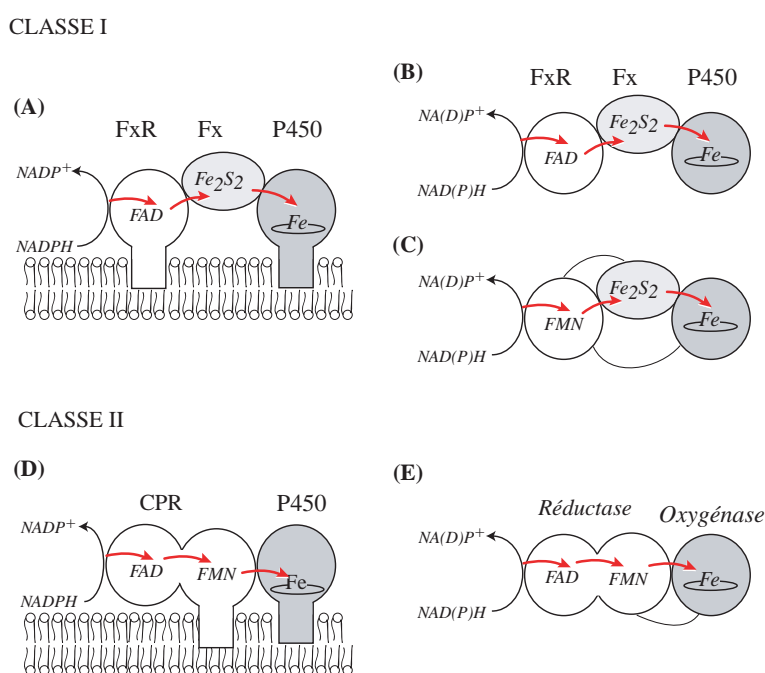 CLASSE I
(A)
FxR Fx P450
NADP+
FAD
Fe2S2
Fe
NADPH
(B)
FxR Fx P450
NA(D)P+
FAD
Fe2S2
Fe
NAD(P)H
(C)
NA(D)P+
FMN
Fe2S2
Fe
NAD(P)H
CLASSE II
(D)
CPR P450
NADP+
FAD
FMN
Fe
NADPH
(E)
Réductase Oxygénase
NA(D)P+
FAD
FMN
Fe
NAD(P)H